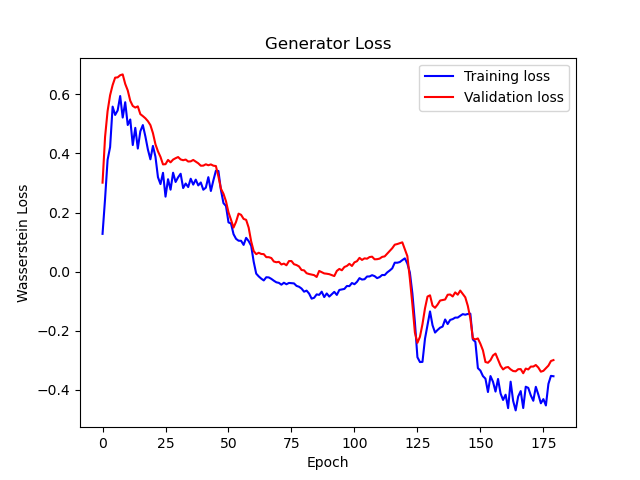 Generator Loss
Training loss
Validation loss
Wasserstein Loss
0.6
0.4
0.2
0.0
−0.2
−0.4
0 25 50 75 100 125 150 175
Epoch